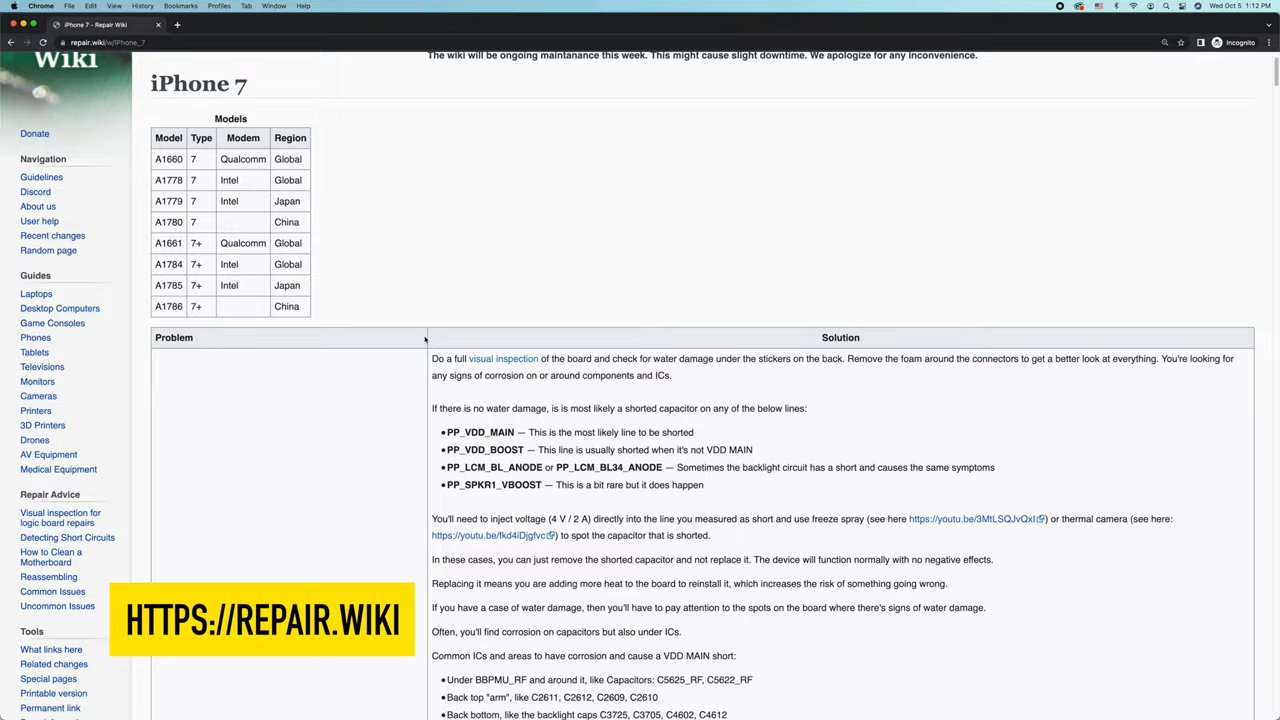 Chrome File Edit View History Bookmarks Profiles Tab Window Help Wed Oct 5 1:12 PM
iPhone 7 - Repair Wiki
repair.wiki/w/iPhone_7 Incognito
Wiki
The wiki will be ongoing maintanance this week. This might cause slight downtime. We apologize for any inconvenience.
iPhone 7
Models
Model Type Modem Region
A1660 7 Qualcomm Global
A1778 7 Intel Global
A1779 7 Intel Japan
A1780 7 China
A1661 7+ Qualcomm Global
A1784 7+ Intel Global
A1785 7+ Intel Japan
A1786 7+ China
Donate
Navigation
Guidelines
Discord
About us
User help
Recent changes
Random page
Guides
Laptops
Desktop Computers
Game Consoles
Phones
Tablets
Televisions
Monitors
Cameras
Printers
3D Printers
Drones
AV Equipment
Medical Equipment
Repair Advice
Visual inspection for
logic board repairs
Detecting Short Circuits
How to Clean a
Motherboard
Reassembling
Common Issues
Uncommon Issues
Tools
What links here
Related changes
Special pages
Printable version
Permanent link
Problem Solution
Do a full visual inspection of the board and check for water damage under the stickers on the back. Remove the foam around the connectors to get a better look at everything. You're looking for
any signs of corrosion on or around components and ICs.
If there is no water damage, is is most likely a shorted capacitor on any of the below lines:
• PP_VDD_MAIN — This is the most likely line to be shorted
• PP_VDD_BOOST — This line is usually shorted when it's not VDD MAIN
• PP_LCM_BL_ANODE or PP_LCM_BL34_ANODE — Sometimes the backlight circuit has a short and causes the same symptoms
• PP_SPKR1_VBOOST — This is a bit rare but it does happen
You'll need to inject voltage (4 V / 2 A) directly into the line you measured as short and use freeze spray (see here https://youtu.be/3MtLSQJvQxI) or thermal camera (see here:
https://youtu.be/fkd4iDjgfvc) to spot the capacitor that is shorted.
In these cases, you can just remove the shorted capacitor and not replace it. The device will function normally with no negative effects.
Replacing it means you are adding more heat to the board to reinstall it, which increases the risk of something going wrong.
If you have a case of water damage, then you'll have to pay attention to the spots on the board where there's signs of water damage.
Often, you'll find corrosion on capacitors but also under ICs.
Common ICs and areas to have corrosion and cause a VDD MAIN short:
• Under BBPMU_RF and around it, like Capacitors: C5625_RF, C5622_RF
• Back top "arm", like C2611, C2612, C2609, C2610
• Back bottom, like the backlight caps C3725, C3705, C4602, C4612
HTTPS://REPAIR.WIKI